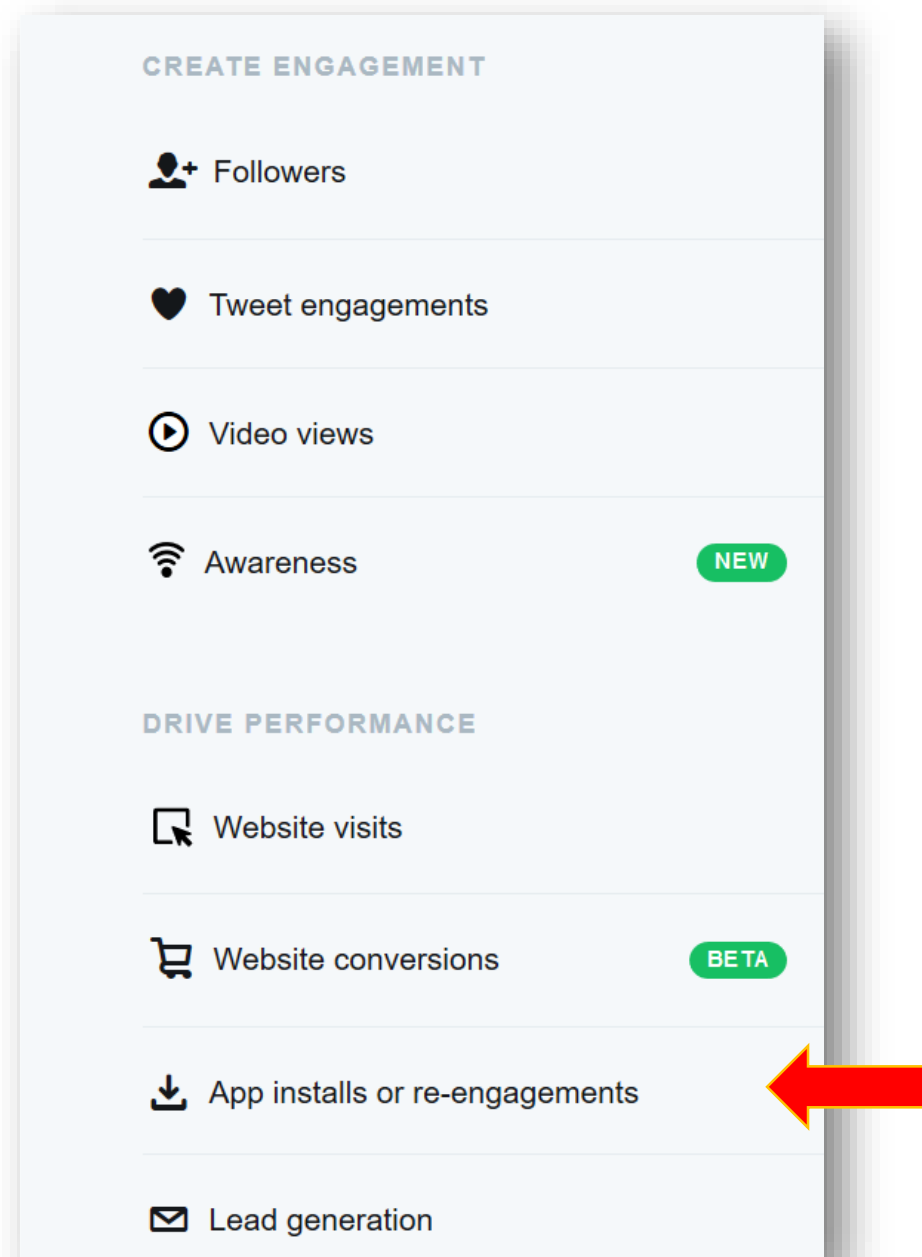 CREATE ENGAGEMENT
Followers
Tweet engagements
Video views
Awareness
NEW
DRIVE PERFORMANCE
Website visits
Website conversions
BETA
App installs or re-engagements
Lead generation